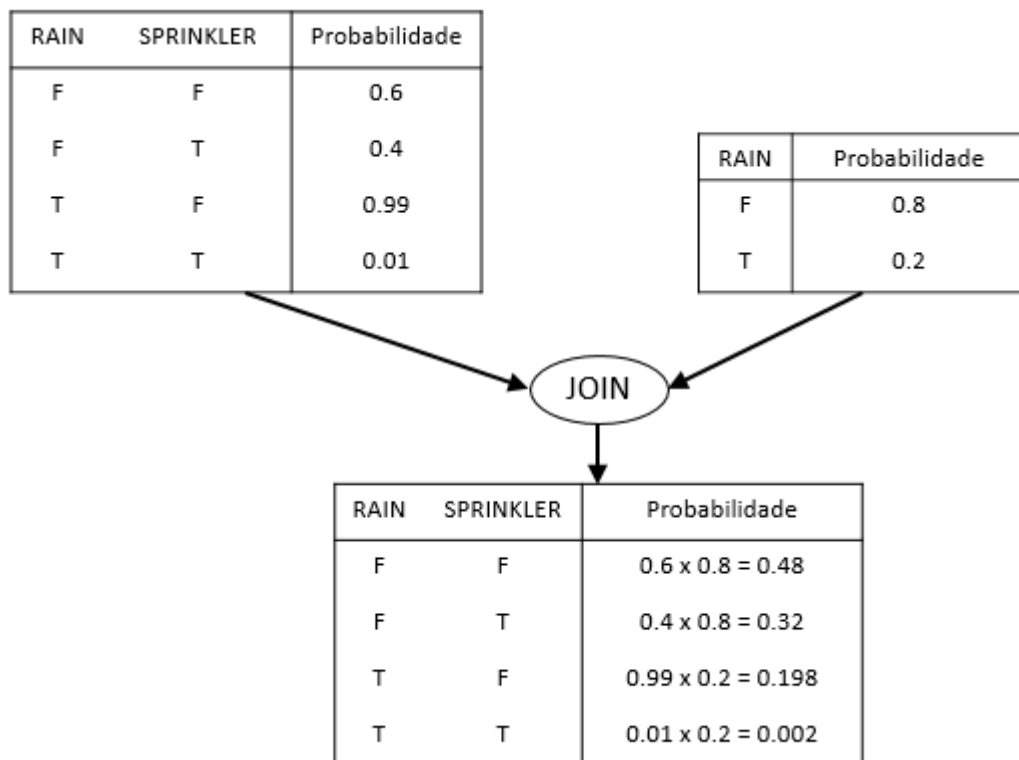 RAIN SPRINKLER Probabilidade
F F 0.6
F T 0.4
T F 0.99
T T 0.01
RAIN Probabilidade
F 0.8
T 0.2
JOIN
RAIN SPRINKLER Probabilidade
F F 0.6 x 0.8 = 0.48
F T 0.4 x 0.8 = 0.32
T F 0.99 x 0.2 = 0.198
T T 0.01 x 0.2 = 0.002